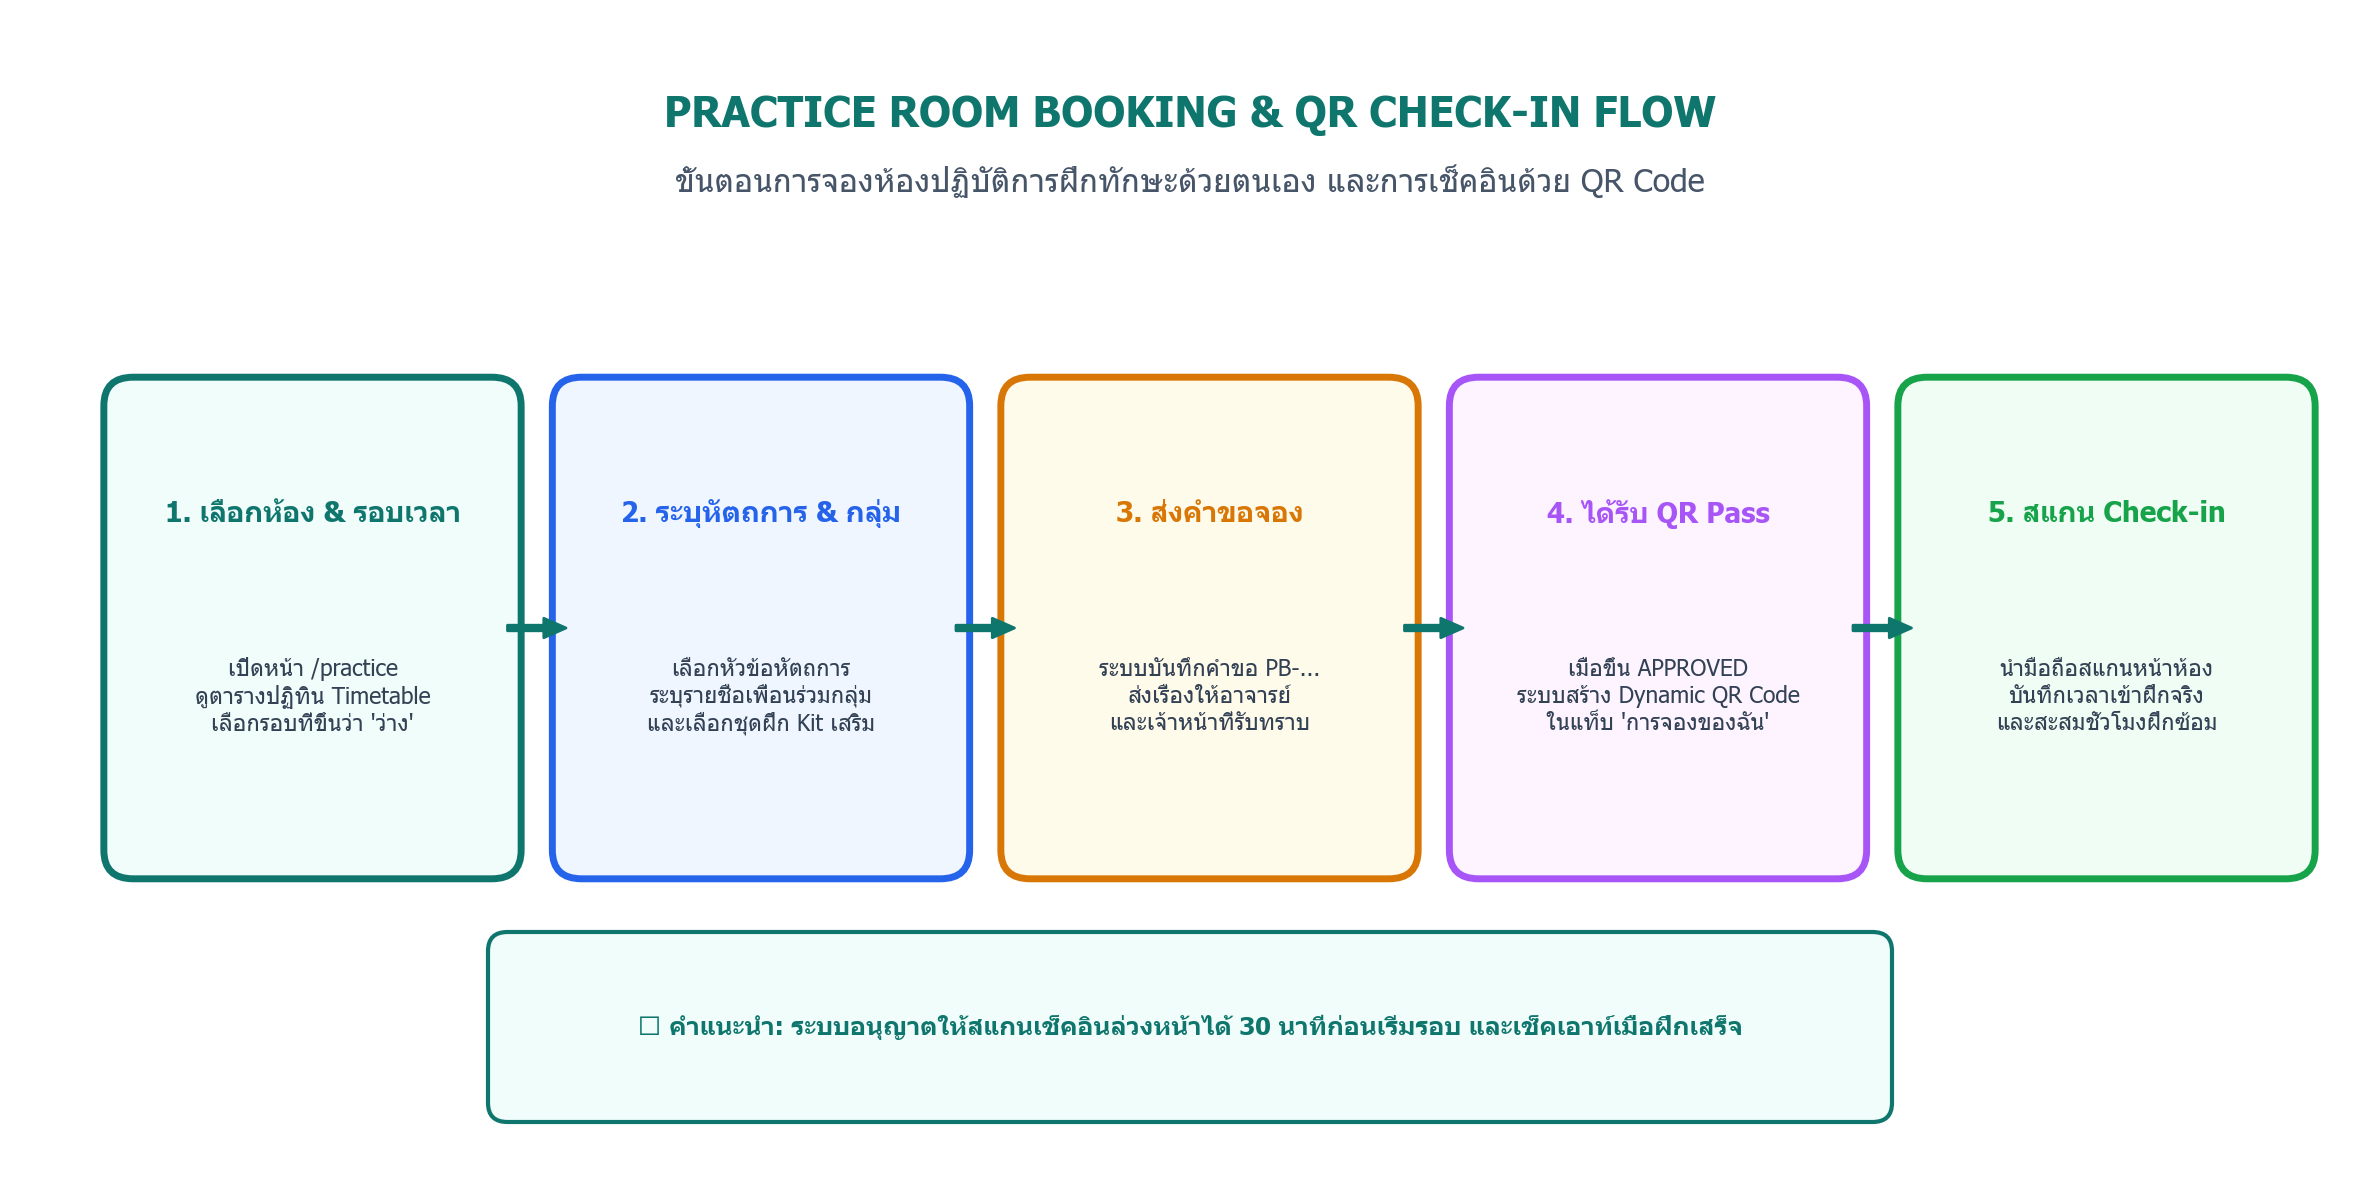 PRACTICE ROOM BOOKING & QR CHECK-IN FLOW
ขั้นตอนการจองห้องปฏิบัติการฝึกทักษะด้วยตนเอง และการเช็คอินด้วย QR Code
1. เลือกห้อง & รอบเวลา
เปิดหน้า /practice
ดูตารางปฏิทิน Timetable
เลือกรอบที่ขึ้นว่า 'ว่าง'
2. ระบุหัตถการ & กลุ่ม
เลือกหัวข้อหัตถการ
ระบุรายชื่อเพื่อนร่วมกลุ่ม
และเลือกชุดฝึก Kit เสริม
3. ส่งคำขอจอง
ระบบบันทึกคำขอ PB-...
ส่งเรื่องให้อาจารย์
และเจ้าหน้าที่รับทราบ
4. ได้รับ QR Pass
เมื่อขึ้น APPROVED
ระบบสร้าง Dynamic QR Code
ในแท็บ 'การจองของฉัน'
5. สแกน Check-in
นำมือถือสแกนหน้าห้อง
บันทึกเวลาเข้าฝึกจริง
และสะสมชั่วโมงฝึกซ้อม
☐ คำแนะนำ: ระบบอนุญาตให้สแกนเช็คอินล่วงหน้าได้ 30 นาทีก่อนเริ่มรอบ และเช็คเอาท์เมื่อฝึกเสร็จ